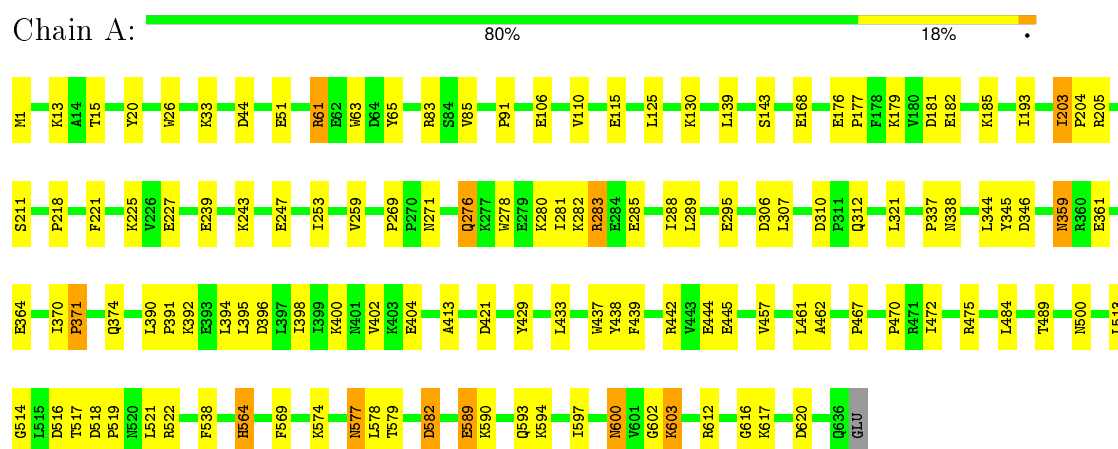 Chain A:
80% 18% •
M1 K13 A14 T15 Y20 W26 K33 D44 E51 R61 E62 W63 D64 Y65 R83 S84 V85 P91 E106 V110 E115 L125 K130 L139 S143 E168 E176 P177 F178 K179 V180 D181 E182 K185 I193 I203 P204 R205
S211 P218 F221 K225 V226 E227 E239 K243 E247 I253 V259 P269 P270 N271 Q276 K277 W278 E279 K280 I281 K282 R283 E284 E285 I288 L289 E295 D306 L307 D310 P311 Q312 L321 P337 N338 L344 Y345 D346 N359 R360 E361
E364 I370 P371 Q374 L390 P391 K392 E393 L394 L395 D396 L397 I398 I399 K400 N401 V402 K403 E404 A413 D421 Y429 L433 W437 Y438 F439 R442 V443 E444 E445 V457 L461 A462 P467 P470 R471 I472 R475 L484 T489 N500 L513
G514 L515 D516 T517 D518 P519 N520 L521 R522 F538 H564 F569 K574 N577 L578 T579 D582 E589 K590 Q593 K594 I597 N600 V601 G602 K603 R612 G616 K617 D620 Q636 GLU